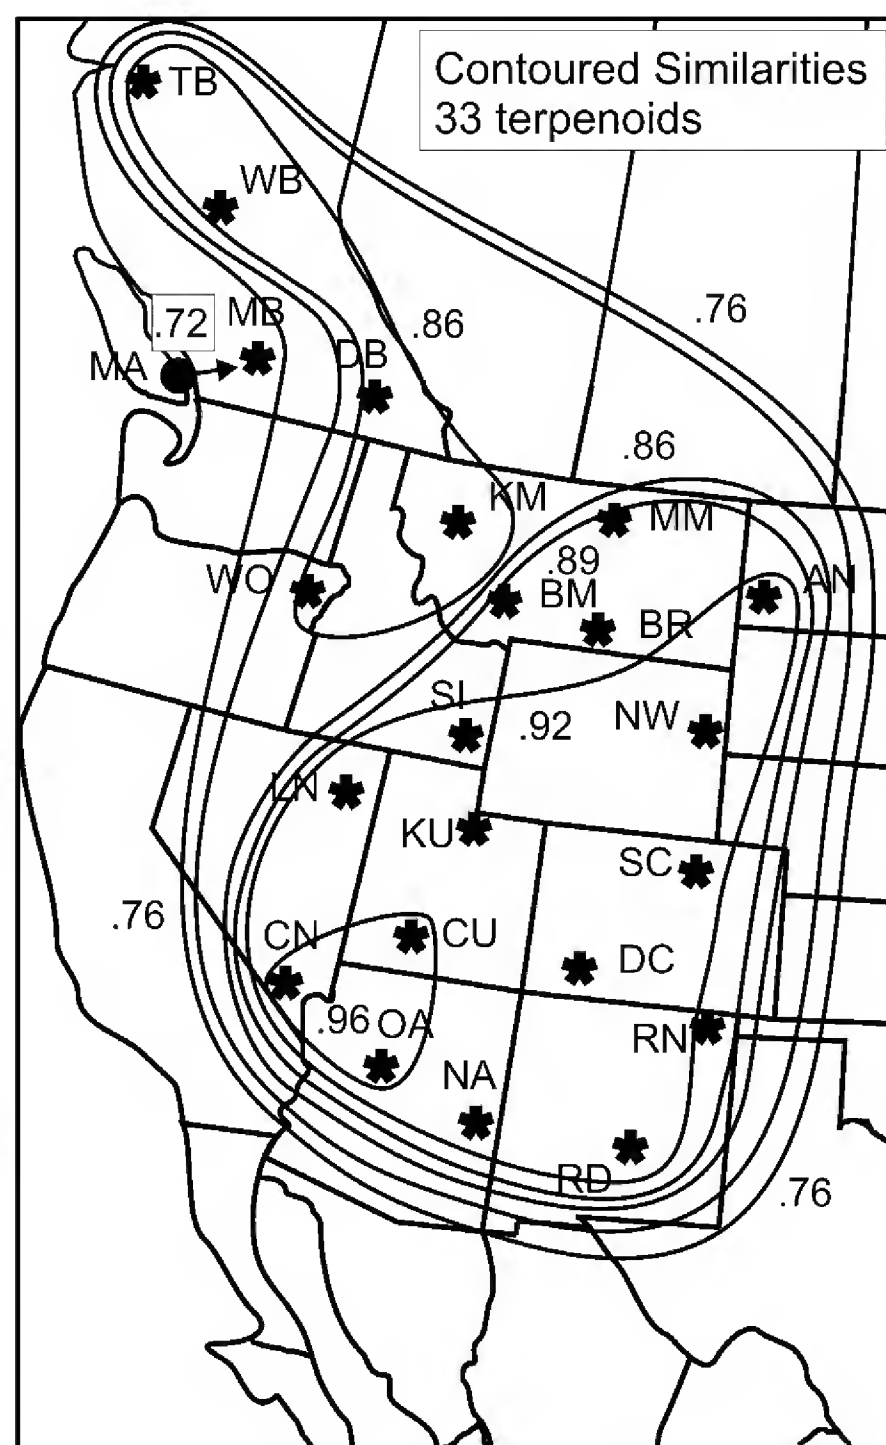 Contoured Similarities
33 terpenoids
TB
WB
.72
MB
.86
.76
MA
DB
.86
KM
MM
.89
WO
BM
AN
BR
SI
.92
NW
LN
KU
SC
.76
CN
CU
DC
.96
OA
RN
NA
RD
.76